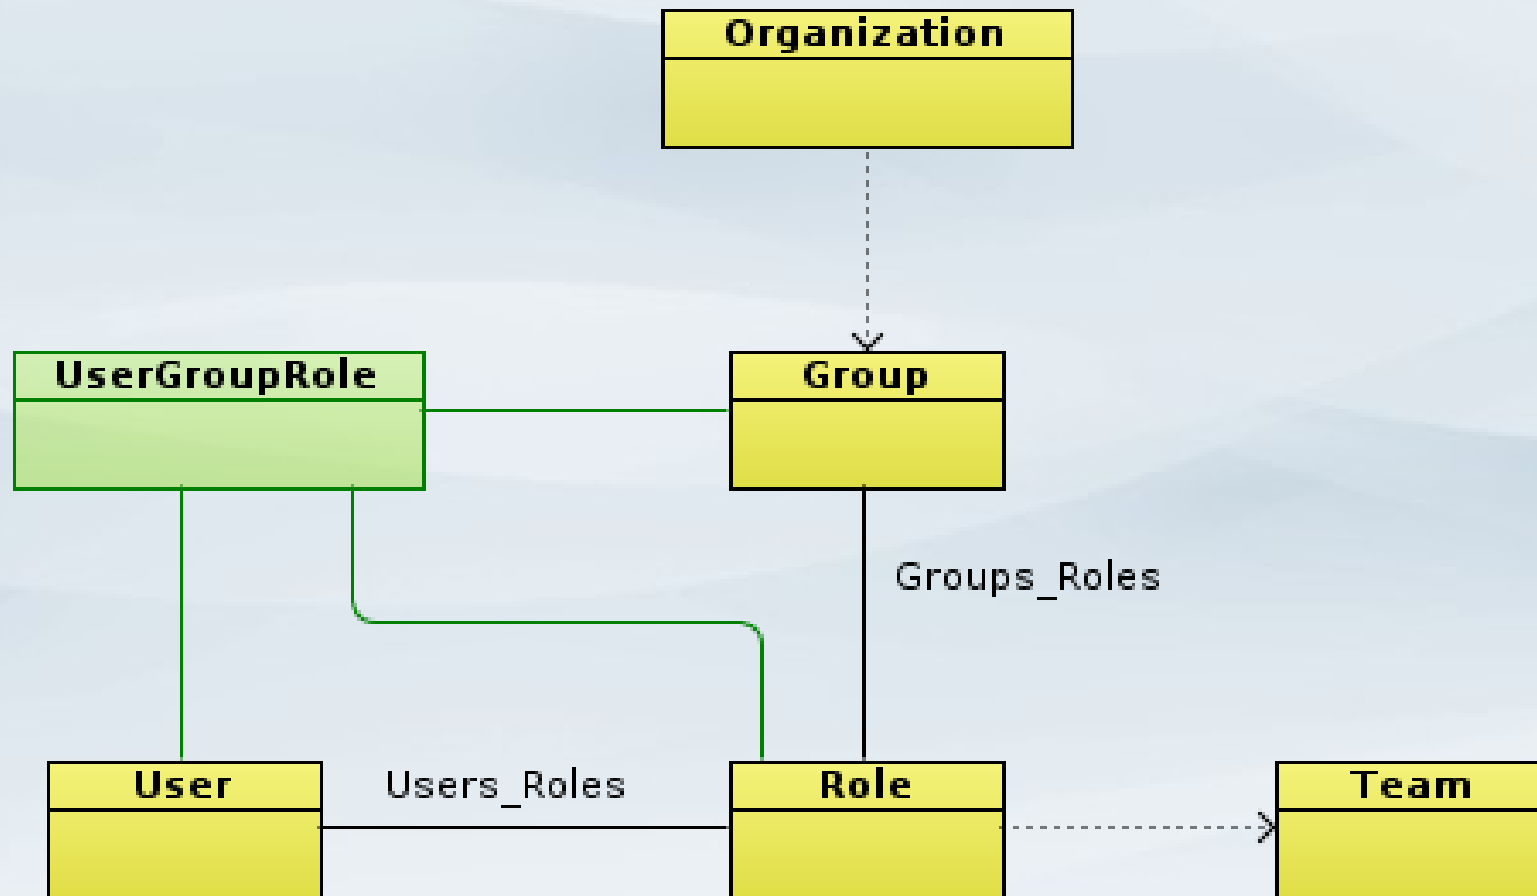 Organization
UserGroupRole
Group
Groups_Roles
User
Users_Roles
Role
Team